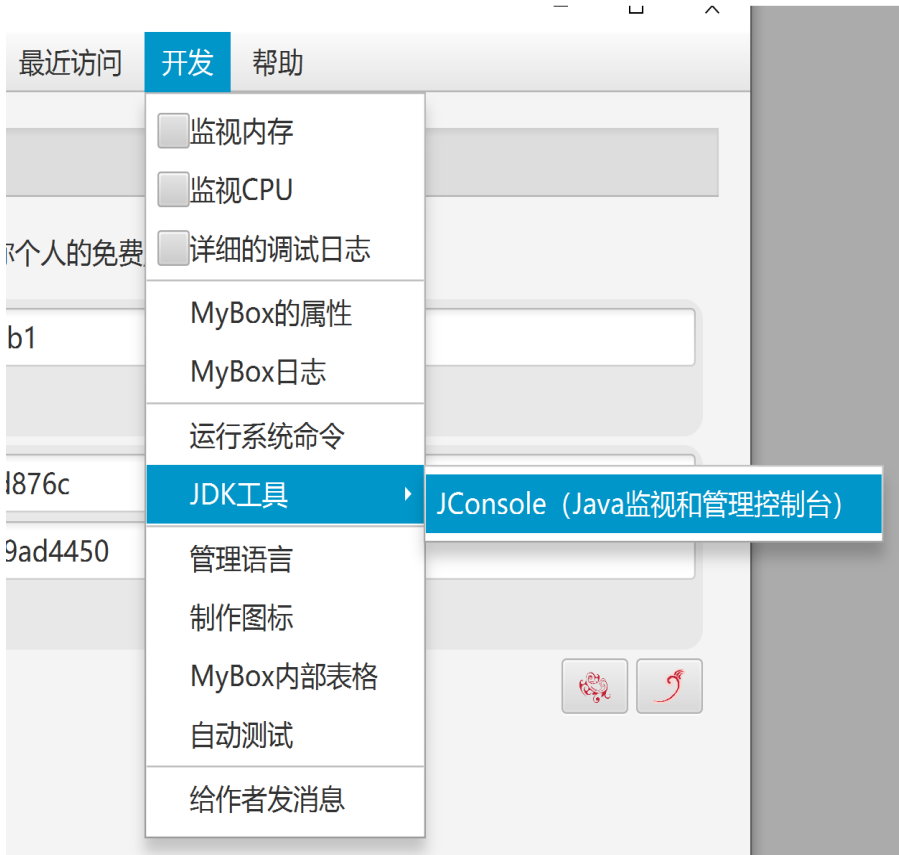 最近访问 开发 帮助
监视内存
监视CPU
详细的调试日志
个人的免费
MyBox的属性
b1
MyBox日志
运行系统命令
d876c
JDK工具
JConsole（Java监视和管理控制台）
9ad4450
管理语言
制作图标
MyBox内部表格
自动测试
给作者发消息